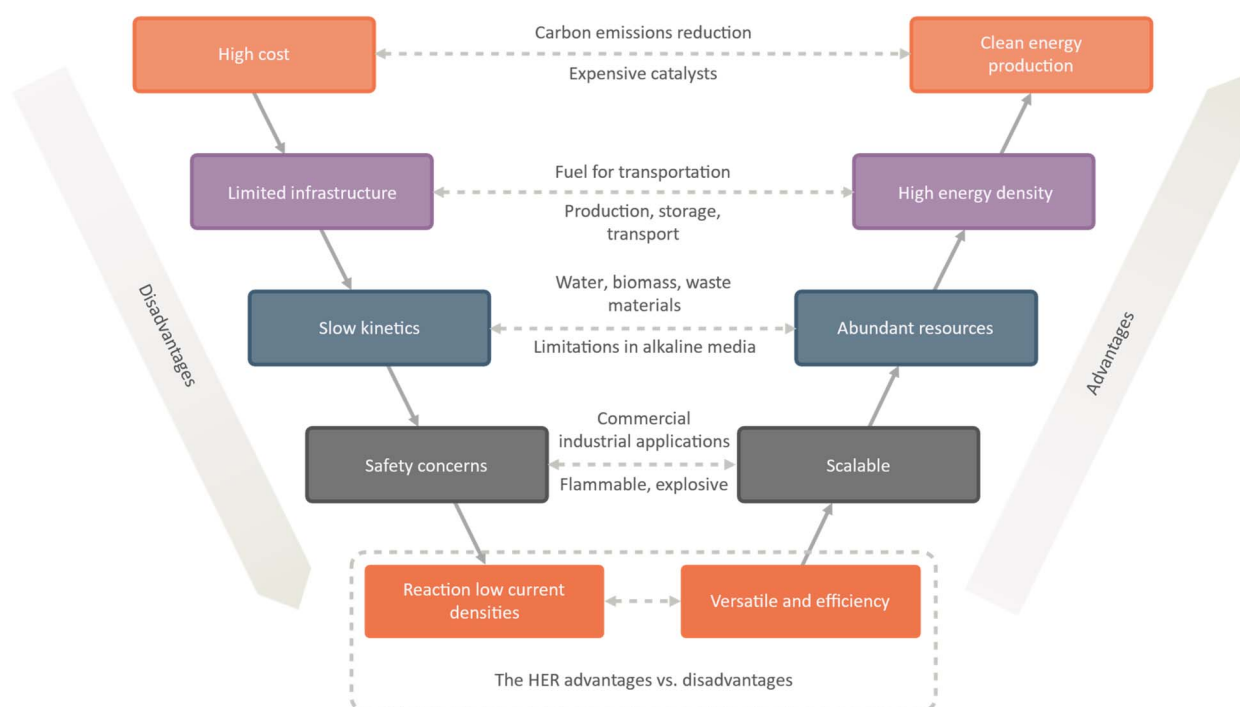 Carbon emissions reduction
High cost
Clean energy
production
Expensive catalysts
Fuel for transportation
Limited infrastructure
High energy density
Production, storage,
transport
Water, biomass, waste
materials
Slow kinetics
Abundant resources
Limitations in alkaline media
Disadvantages
Advantages
Commercial
industrial applications
Safety concerns
Scalable
Flammable, explosive
Reaction low current
densities
Versatile and efficiency
The HER advantages vs. disadvantages